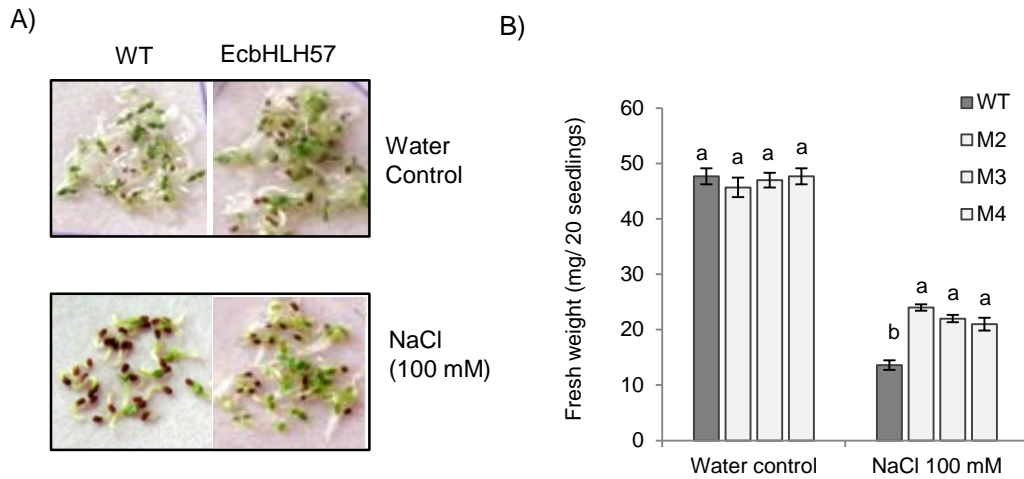 A)
WT EcbHLH57
Water
Control
NaCl
(100 mM)
B)
Fresh weight (mg/ 20 seedlings)
60
50
40
30
20
10
0
a a a a
b a a a
Water control NaCl 100 mM
WT
M2
M3
M4